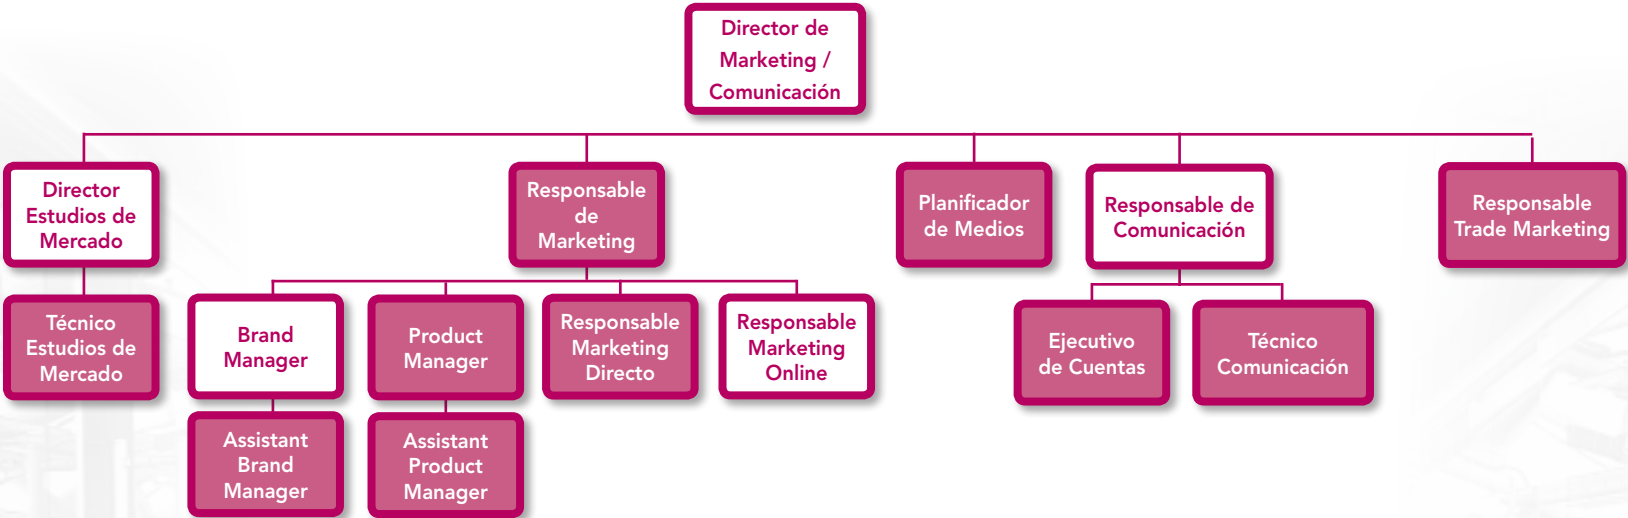 Director de
Marketing /
Comunicación
Director
Estudios de
Mercado
Responsable
de
Marketing
Planificador
de Medios
Responsable de
Comunicación
Responsable
Trade Marketing
Técnico
Estudios de
Mercado
Brand
Manager
Product
Manager
Responsable
Marketing
Directo
Responsable
Marketing
Online
Ejecutivo
de Cuentas
Técnico
Comunicación
Assistant
Brand
Manager
Assistant
Product
Manager